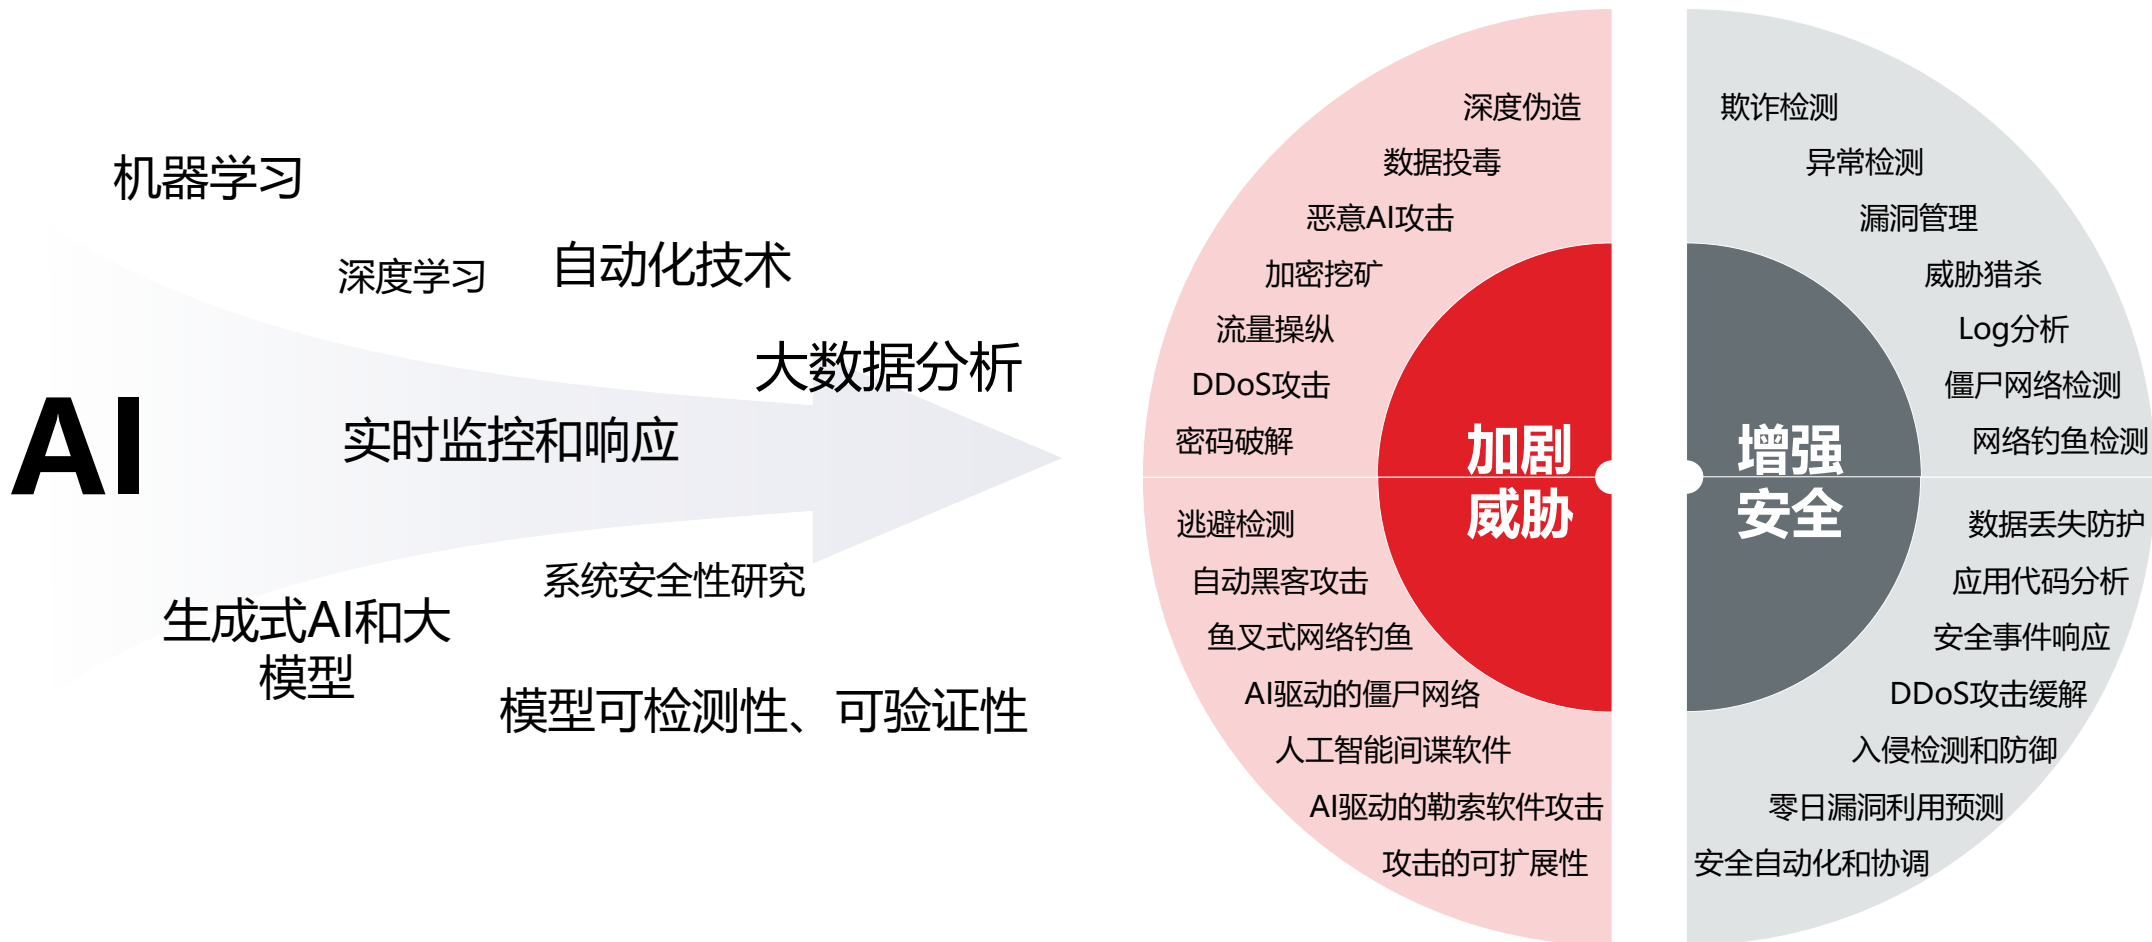 AI
机器学习
深度学习
自动化技术
大数据分析
实时监控和响应
系统安全性研究
生成式AI和大
模型
模型可检测性、可验证性
深度伪造
数据投毒
恶意AI攻击
加密挖矿
流量操纵
DDoS攻击
密码破解
逃避检测
自动黑客攻击
鱼叉式网络钓鱼
AI驱动的僵尸网络
人工智能间谍软件
AI驱动的勒索软件攻击
攻击的可扩展性
加剧
威胁
增强
安全
欺诈检测
异常检测
漏洞管理
威胁猎杀
Log分析
僵尸网络检测
网络钓鱼检测
数据丢失防护
应用代码分析
安全事件响应
DDoS攻击缓解
入侵检测和防御
零日漏洞利用预测
安全自动化和协调